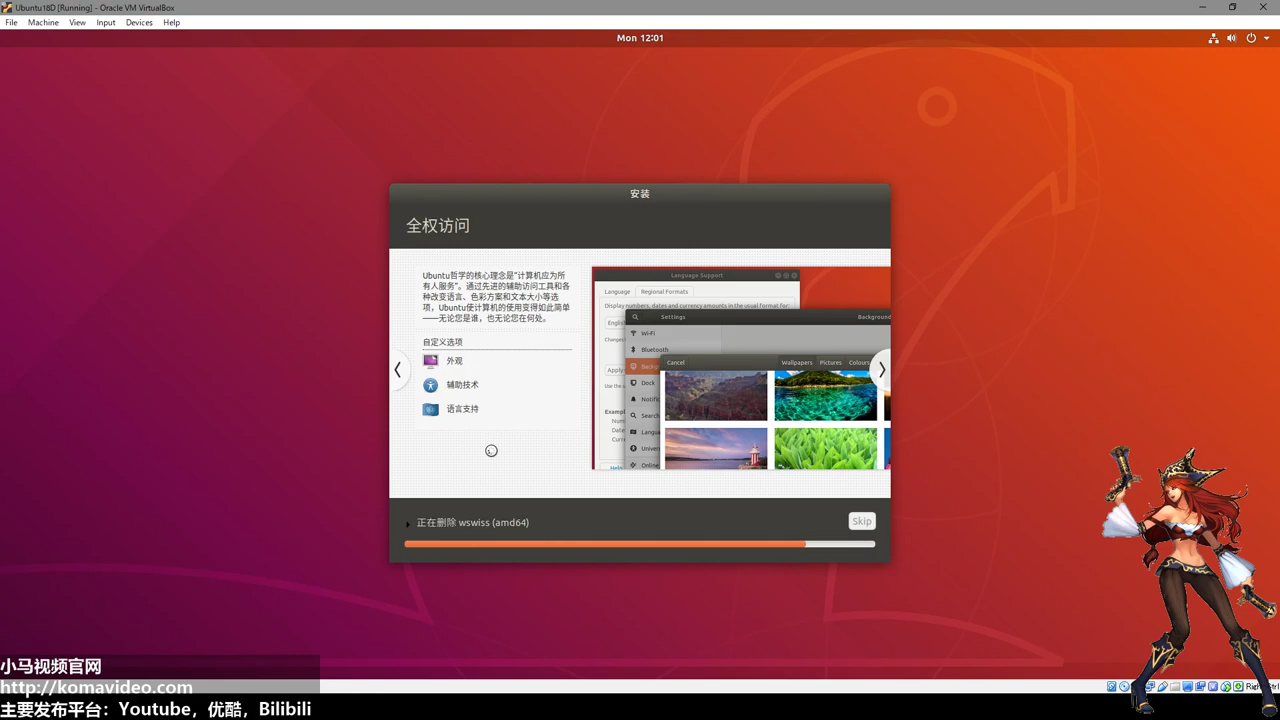 Ubuntu18D [Running] - Oracle VM VirtualBox
File Machine View Input Devices Help
Mon 12:01
安装
全权访问
Ubuntu哲学的核心理念是“计算机应为所
有人服务”。通过先进的辅助访问工具和各
种改变语言、色彩方案和文本大小等选
项，Ubuntu使计算机的使用变得如此简单
——无论您是谁，也无论您在何处。
自定义选项
外观
辅助技术
语言支持
Language Support
Language Regional Formats
Display numbers, dates and currency amounts in the usual format for:
Settings
Background
Wi-Fi
Bluetooth
Dock
Search
Online
Cancel
Wallpapers Pictures Colours
正在删除 wswiss (amd64)
Skip
小马视频官网
http://komavideo.com
主要发布平台：Youtube，优酷，Bilibili